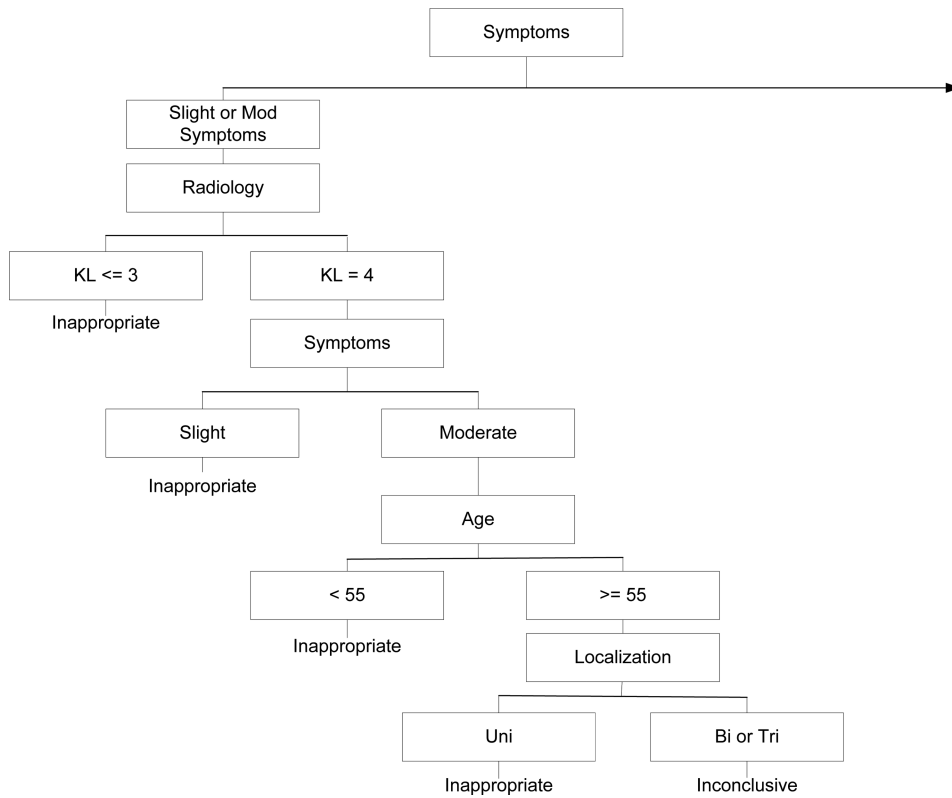 Symptoms
Slight or Mod
Symptoms
Radiology
KL <= 3
KL = 4
Inappropriate
Symptoms
Slight
Moderate
Inappropriate
Age
< 55
>= 55
Inappropriate
Localization
Uni
Bi or Tri
Inappropriate
Inconclusive